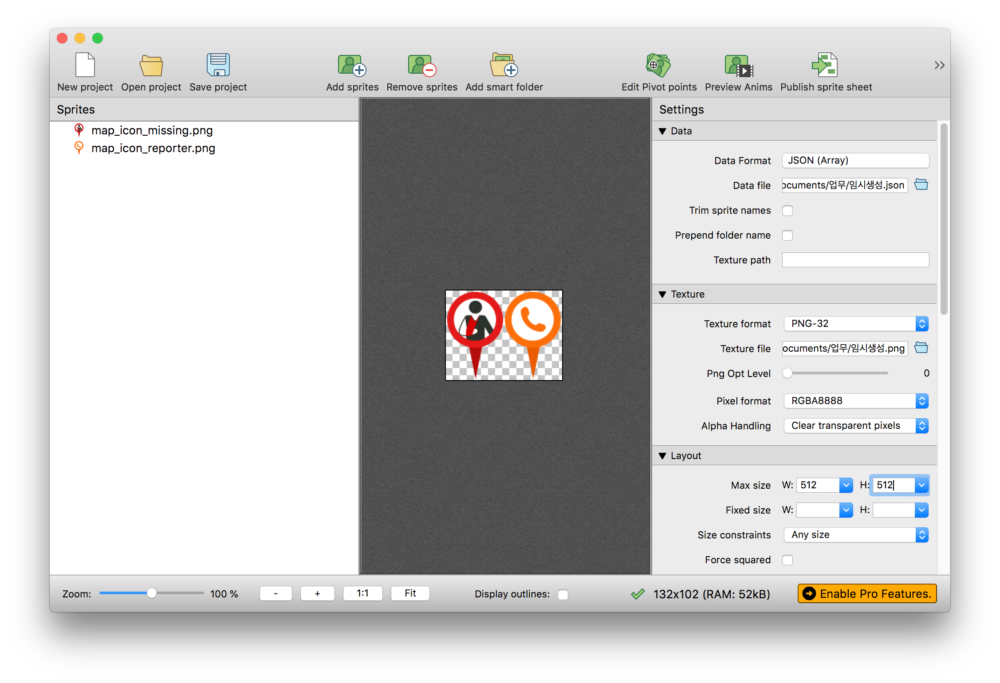 New project Open project Save project Add sprites Remove sprites Add smart folder Edit Pivot points Preview Anims Publish sprite sheet
Sprites
map_icon_missing.png
map_icon_reporter.png
Settings
Data
Data Format JSON (Array)
Data file ocuments/업무/임시생성.json
Trim sprite names
Prepend folder name
Texture path
Texture
Texture format PNG-32
Texture file ocuments/업무/임시생성.png
Png Opt Level 0
Pixel format RGBA8888
Alpha Handling Clear transparent pixels
Layout
Max size W: 512 H: 512
Fixed size W: H:
Size constraints Any size
Force squared
Zoom: 100 % - + 1:1 Fit Display outlines: 132x102 (RAM: 52kB) Enable Pro Features.